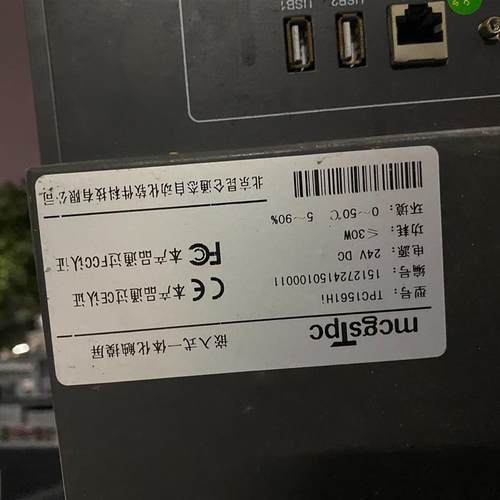 mcgsTpc 嵌入式一体化触摸屏
型号: TPC1561Hi
编号: 151272415010011
电源: 24V DC
功耗: ≤30W
环境: 0~50℃ 5~90%
CE 本产品通过CE认证
FC 本产品通过FCC认证
北京昆仑通态自动化软件科技有限公司
USB1 USB2